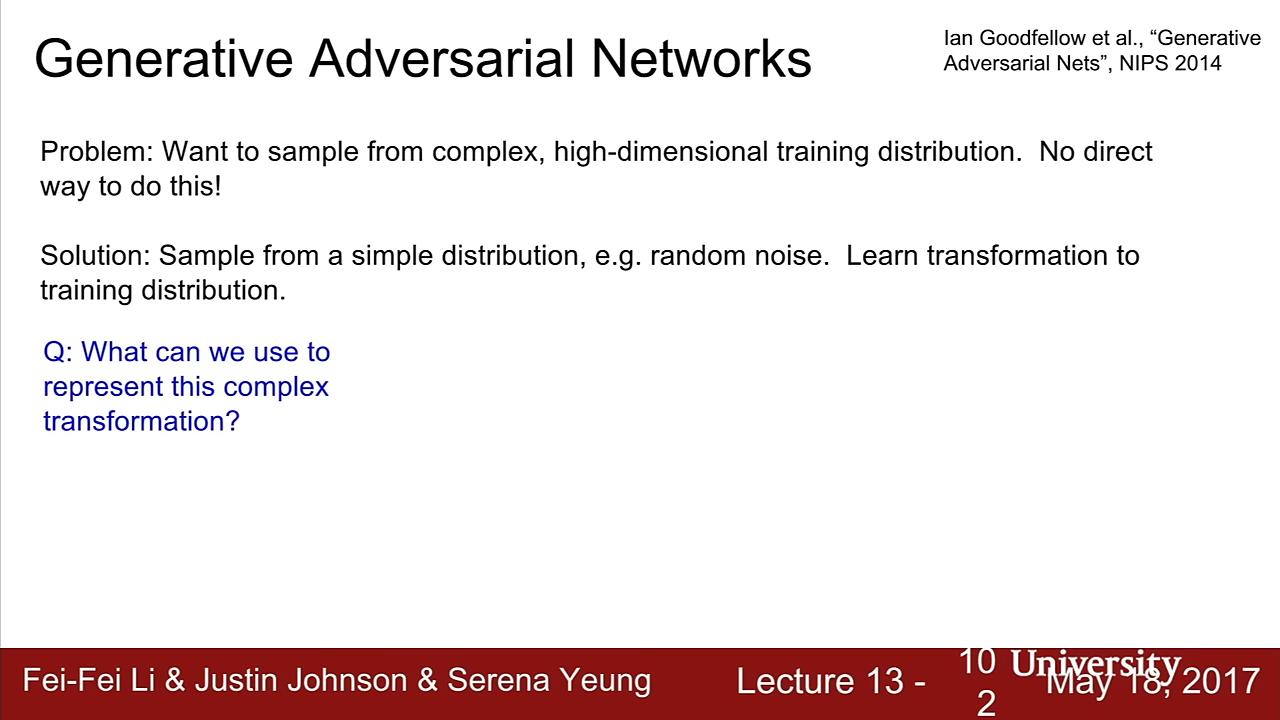 Generative Adversarial Networks
Ian Goodfellow et al., “Generative
Adversarial Nets”, NIPS 2014
Problem: Want to sample from complex, high-dimensional training distribution.  No direct
way to do this!
Solution: Sample from a simple distribution, e.g. random noise.  Learn transformation to
training distribution.
Q: What can we use to
represent this complex
transformation?
Fei-Fei Li & Justin Johnson & Serena Yeung
Lecture 13 -
10
2
University
May 18, 2017